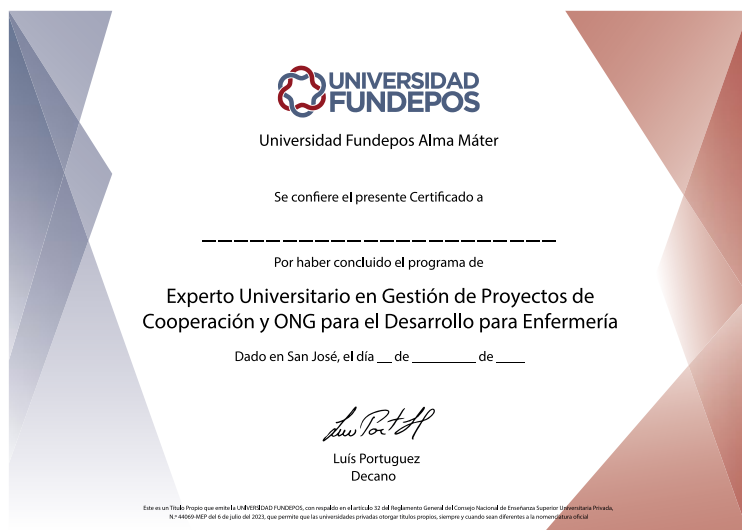 UNIVERSIDAD
FUNDEPOS
Universidad Fundepos Alma Máter
Se confiere el presente Certificado a
______________________
Por haber concluido el programa de
Experto Universitario en Gestión de Proyectos de
Cooperación y ONG para el Desarrollo para Enfermería
Dado en San José, el día __ de ________ de ____
Luís Portuguez
Decano
Este es un Título Propio que emite la UNIVERSIDAD FUNDEPOS, con respaldo en el artículo 32 del Reglamento General del Consejo Nacional de Enseñanza Superior Universitaria Privada,
N.º 44069-MEP del 6 de julio del 2023, que permite que las universidades privadas otorgar títulos propios, siempre y cuando sean diferentes a la nomenclatura oficial